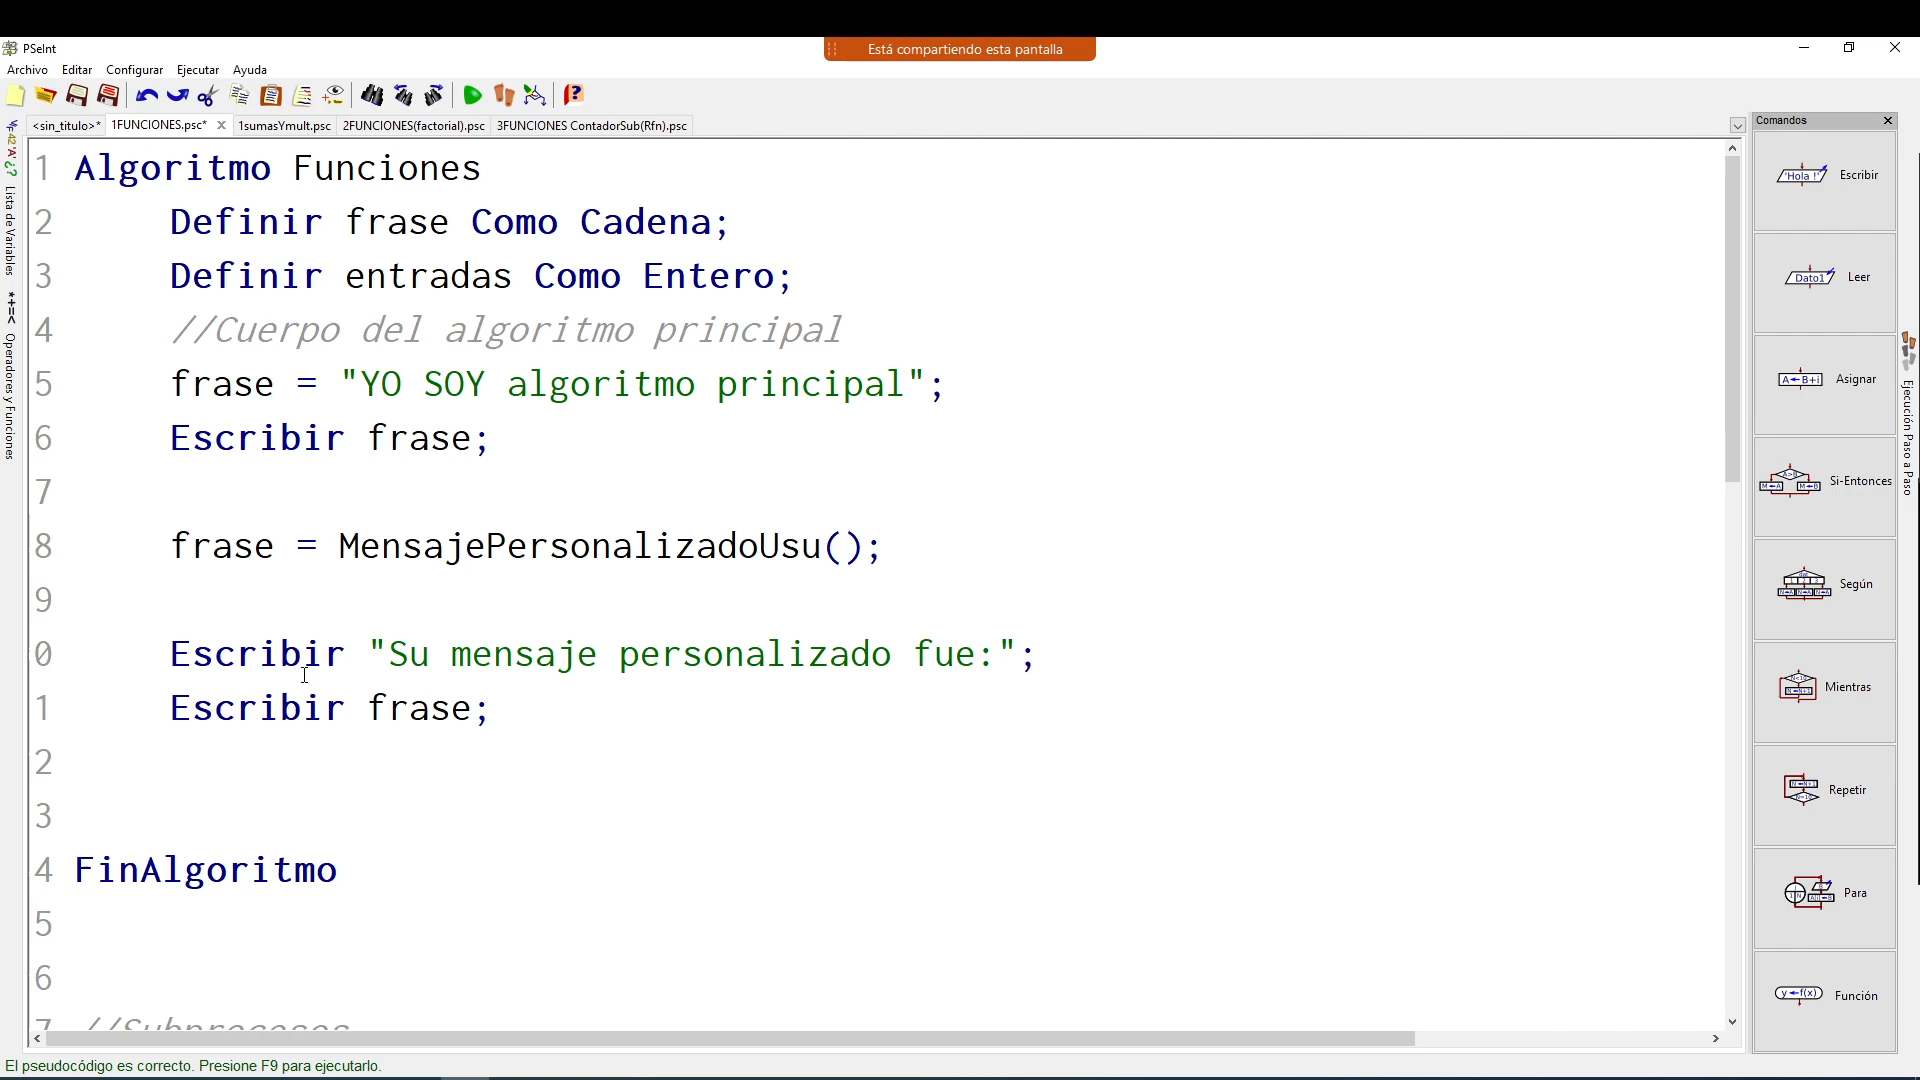 PSeInt
Está compartiendo esta pantalla
Archivo Editar Configurar Ejecutar Ayuda
<sin_titulo>* 1FUNCIONES.psc* 1sumasYmult.psc 2FUNCIONES(factorial).psc 3FUNCIONES ContadorSub(Rfn).psc
Comandos
1 Algoritmo Funciones
2 Definir frase Como Cadena;
3 Definir entradas Como Entero;
4 //Cuerpo del algoritmo principal
5 frase = "YO SOY algoritmo principal";
6 Escribir frase;
7
8 frase = MensajePersonalizadoUsu();
9
0 Escribir "Su mensaje personalizado fue:";
1 Escribir frase;
2
3
4 FinAlgoritmo
5
6
7 //Subprocesos
Lista de Variables
*+=< Operadores y Funciones
'Hola !' Escribir
Dato1 Leer
A←B+i Asignar
Si-Entonces
Según
Mientras
Repetir
Para
y←f(x) Función
Ejecución Paso a Paso
El pseudocódigo es correcto. Presione F9 para ejecutarlo.